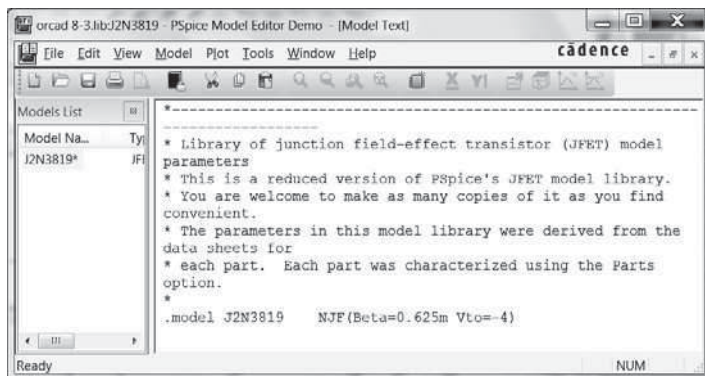 orcad 8-3.lib:J2N3819 - PSpice Model Editor Demo - [Model Text]
File Edit View Model Plot Tools Window Help
cādence
Models List
Model Na... Ty
J2N3819* JFI
*-----------------------------------------------------------------
-------------------
* Library of junction field-effect transistor (JFET) model
parameters
* This is a reduced version of PSpice's JFET model library.
* You are welcome to make as many copies of it as you find
convenient.
* The parameters in this model library were derived from the
data sheets for
* each part. Each part was characterized using the Parts
option.
*
.model J2N3819 NJF(Beta=0.625m Vto=-4)
Ready
NUM